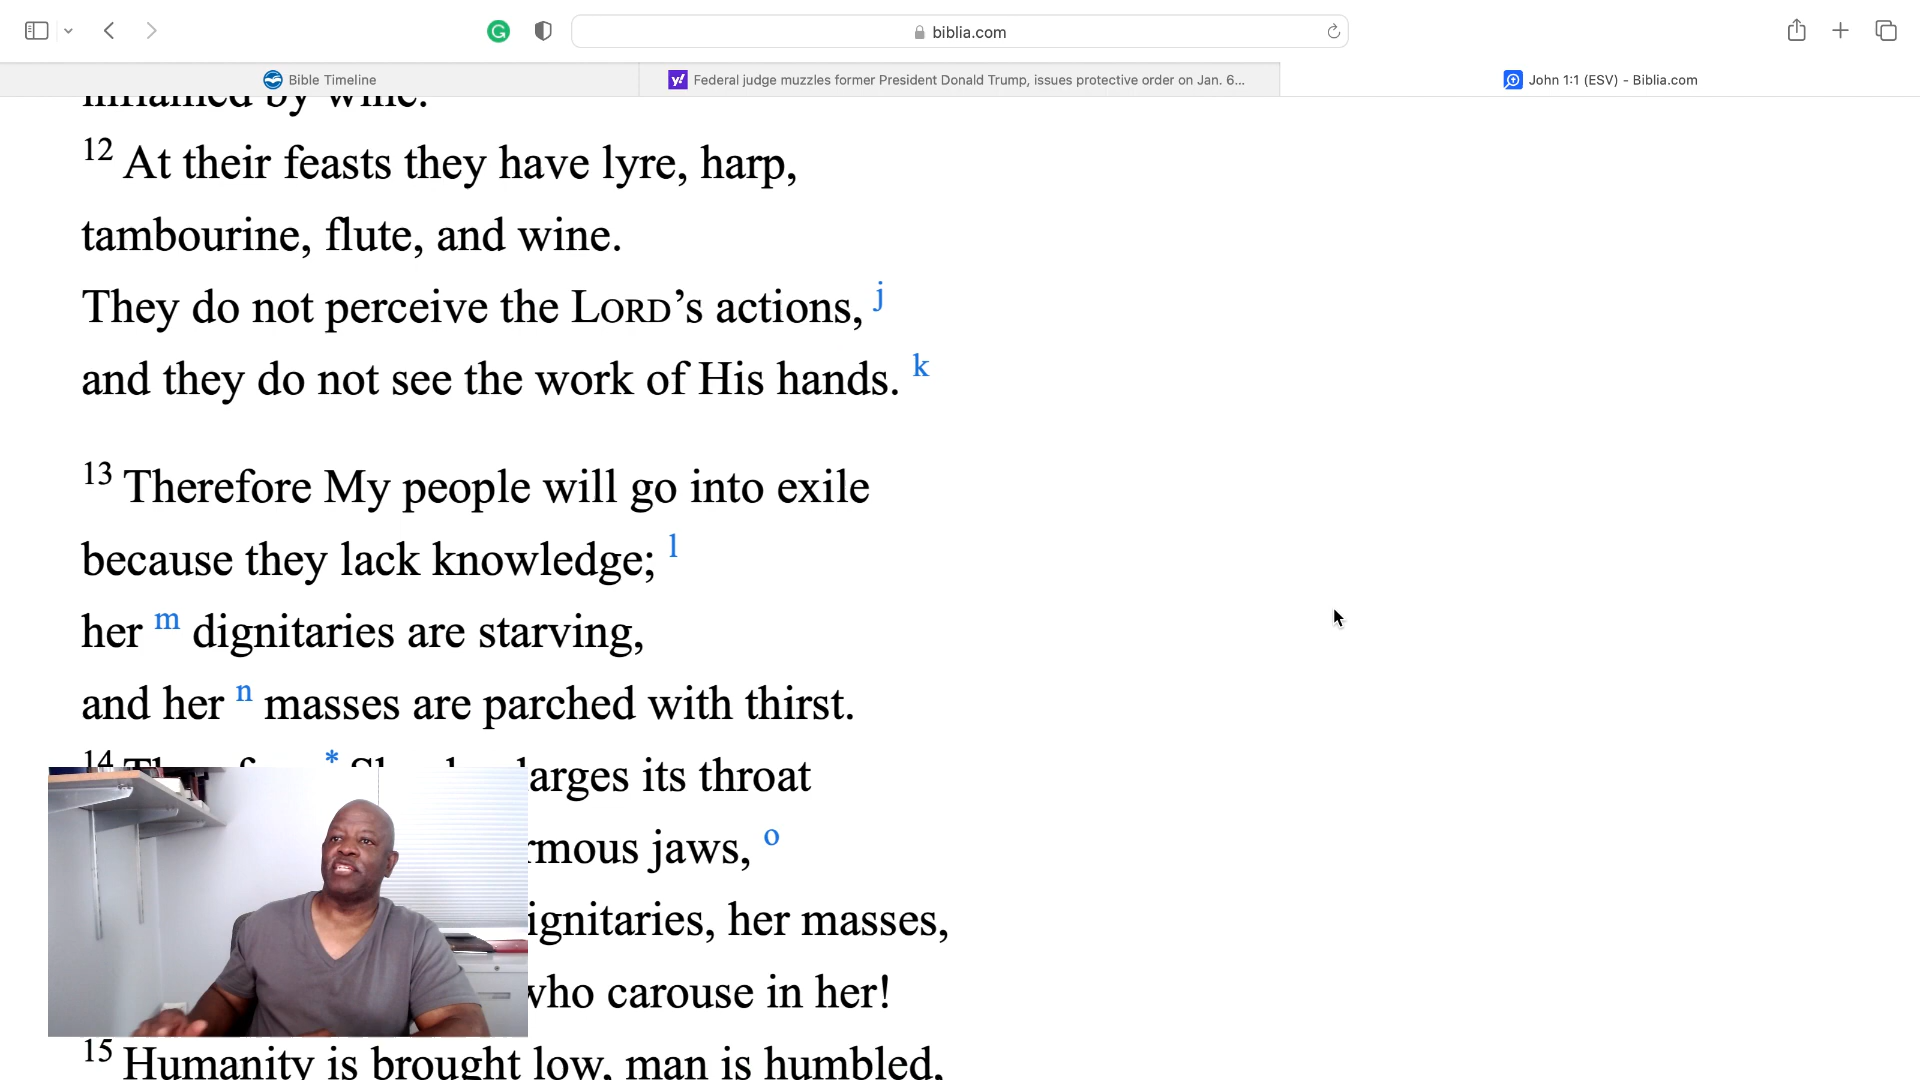 biblia.com
Bible Timeline
Federal judge muzzles former President Donald Trump, issues protective order on Jan. 6...
John 1:1 (ESV) - Biblia.com
inflamed by wine.
12 At their feasts they have lyre, harp,
tambourine, flute, and wine.
They do not perceive the LORD's actions, j
and they do not see the work of His hands. k
13 Therefore My people will go into exile
because they lack knowledge; l
her m dignitaries are starving,
and her n masses are parched with thirst.
14 * its throat
jaws, o
her masses,
who carouse in her!
15 Humanity is brought low, man is humbled,